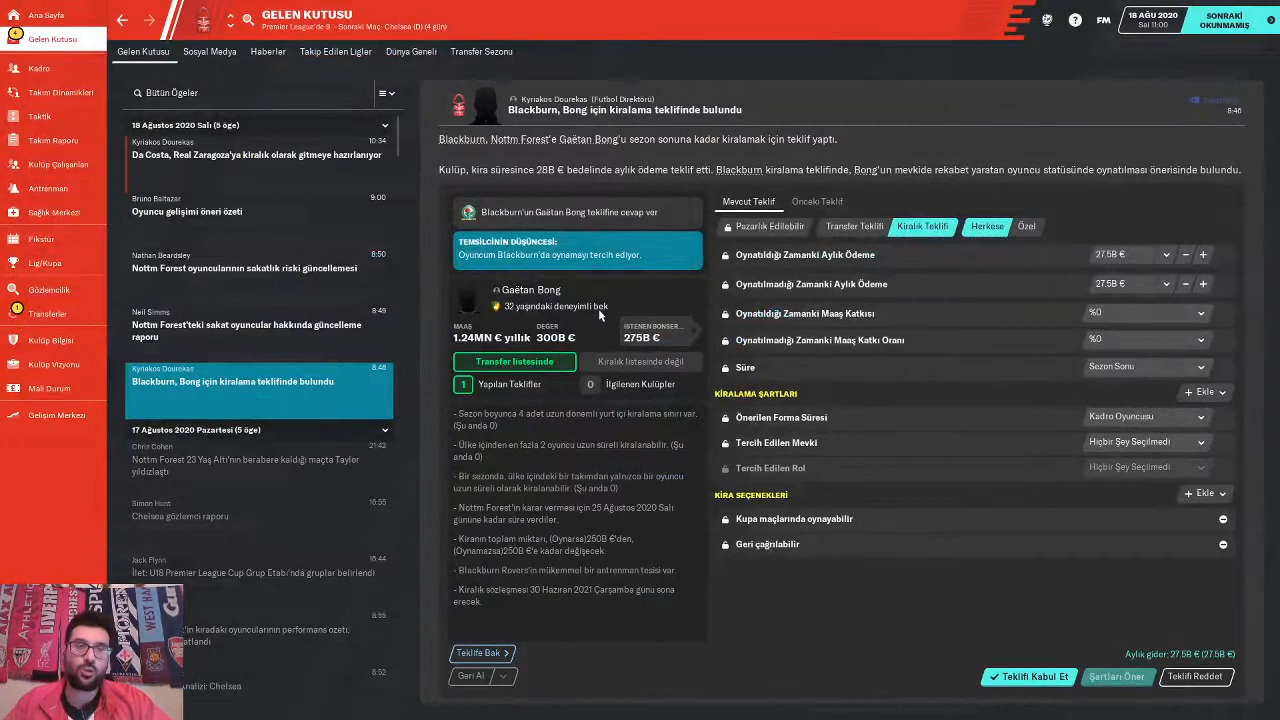 Ana Sayfa
4
Gelen Kutusu
Kadro
Takım Dinamikleri
Taktik
Takım Raporu
Kulüp Çalışanları
Antrenman
Sağlık Merkezi
Fikstür
Lig/Kupa
Gözlemcilik
1
Transferler
Kulüp Bilgisi
Kulüp Vizyonu
Mali Durum
Gelişim Merkezi
GELEN KUTUSU
Premier League'de 9. - Sonraki Maç: Chelsea (D) (4 gün)
FM
18 AĞU 2020
Sal 11:00
SONRAKİ
OKUNMAMIŞ
Gelen Kutusu
Sosyal Medya
Haberler
Takip Edilen Ligler
Dünya Geneli
Transfer Sezonu
Bütün Ögeler
18 Ağustos 2020 Salı (5 öge)
Kyriakos Dourekas
10:34
Da Costa, Real Zaragoza'ya kiralık olarak gitmeye hazırlanıyor
Bruno Baltazar
9:00
Oyuncu gelişimi öneri özeti
Nathan Beardsley
8:50
Nottm Forest oyuncularının sakatlık riski güncellemesi
Neil Simms
8:49
Nottm Forest'teki sakat oyuncular hakkında güncelleme
raporu
Kyriakos Dourekas
8:46
Blackburn, Bong için kiralama teklifinde bulundu
17 Ağustos 2020 Pazartesi (5 öge)
Chris Cohen
21:42
Nottm Forest 23 Yaş Altı'nın berabere kaldığı maçta Taylor
yıldızlaştı
Simon Hunt
16:55
Chelsea gözlemci raporu
Jack Flynn
16:44
İlet: U18 Premier League Cup Grup Etabı'nda gruplar belirlendi
8:55
kiradaki oyuncularının performans özeti;
8:52
Analizi: Chelsea
Kyriakos Dourekas (Futbol Direktörü)
Blackburn, Bong için kiralama teklifinde bulundu
8:46
Blackburn, Nottm Forest'e Gaëtan Bong'u sezon sonuna kadar kiralamak için teklif yaptı.
Kulüp, kira süresince 28B € bedelinde aylık ödeme teklif etti. Blackburn kiralama teklifinde, Bong'un mevkide rekabet yaratan oyuncu statüsünde oynatılması önerisinde bulundu.
Blackburn'un Gaëtan Bong teklifine cevap ver
TEMSİLCİNİN DÜŞÜNCESİ:
Oyuncum Blackburn'da oynamayı tercih ediyor.
Gaëtan Bong
32 yaşındaki deneyimli bek
MAAŞ
1.24MN € yıllık
DEĞER
300B €
İSTENEN BONSER...
275B €
Transfer listesinde
Kiralık listesinde değil
1
Yapılan Teklifler
0
İlgilenen Kulüpler
- Sezon boyunca 4 adet uzun dönemli yurt içi kiralama sınırı var.
(Şu anda 0)
- Ülke içinden en fazla 2 oyuncu uzun süreli kiralanabilir. (Şu
anda 0)
- Bir sezonda, ülke içindeki bir takımdan yalnızca bir oyuncu
uzun süreli olarak kiralanabilir. (Şu anda 0)
- Nottm Forest'in karar vermesi için 25 Ağustos 2020 Salı
gününe kadar süre verdiler.
- Kiranın toplam miktarı, (Oynarsa)250B €'den,
(Oynamazsa)250B €'e kadar değişecek.
- Blackburn Rovers'in mükemmel bir antrenman tesisi var.
- Kiralık sözleşmesi 30 Haziran 2021 Çarşamba günü sona
erecek.
Teklife Bak
Geri Al
Mevcut Teklif
Önceki Teklif
Pazarlık Edilebilir
Transfer Teklifi
Kiralık Teklifi
Herkese
Özel
Oynatıldığı Zamanki Aylık Ödeme
27.5B €
Oynatılmadığı Zamanki Aylık Ödeme
27.5B €
Oynatıldığı Zamanki Maaş Katkısı
%0
Oynatılmadığı Zamanki Maaş Katkı Oranı
%0
Süre
Sezon Sonu
KİRALAMA ŞARTLARI
Ekle
Önerilen Forma Süresi
Kadro Oyuncusu
Tercih Edilen Mevki
Hiçbir Şey Seçilmedi
Tercih Edilen Rol
Hiçbir Şey Seçilmedi
KİRA SEÇENEKLERİ
Ekle
Kupa maçlarında oynayabilir
Geri çağrılabilir
Aylık gider: 27.5B € (27.5B €)
Teklifi Kabul Et
Şartları Öner
Teklifi Reddet